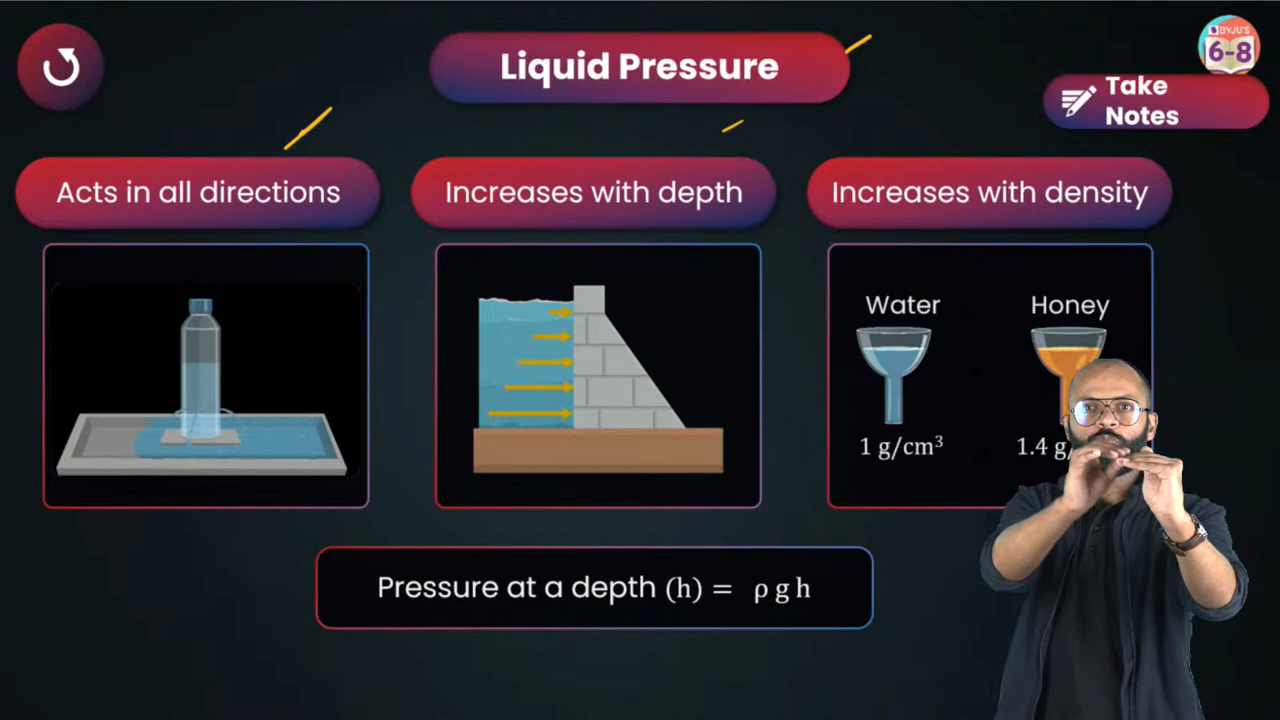 Liquid Pressure
BYJU'S
6-8
Take
Notes
Acts in all directions
Increases with depth
Increases with density
Water
Honey
1 g/cm³
1.4 g/
Pressure at a depth (h) = ρ g h